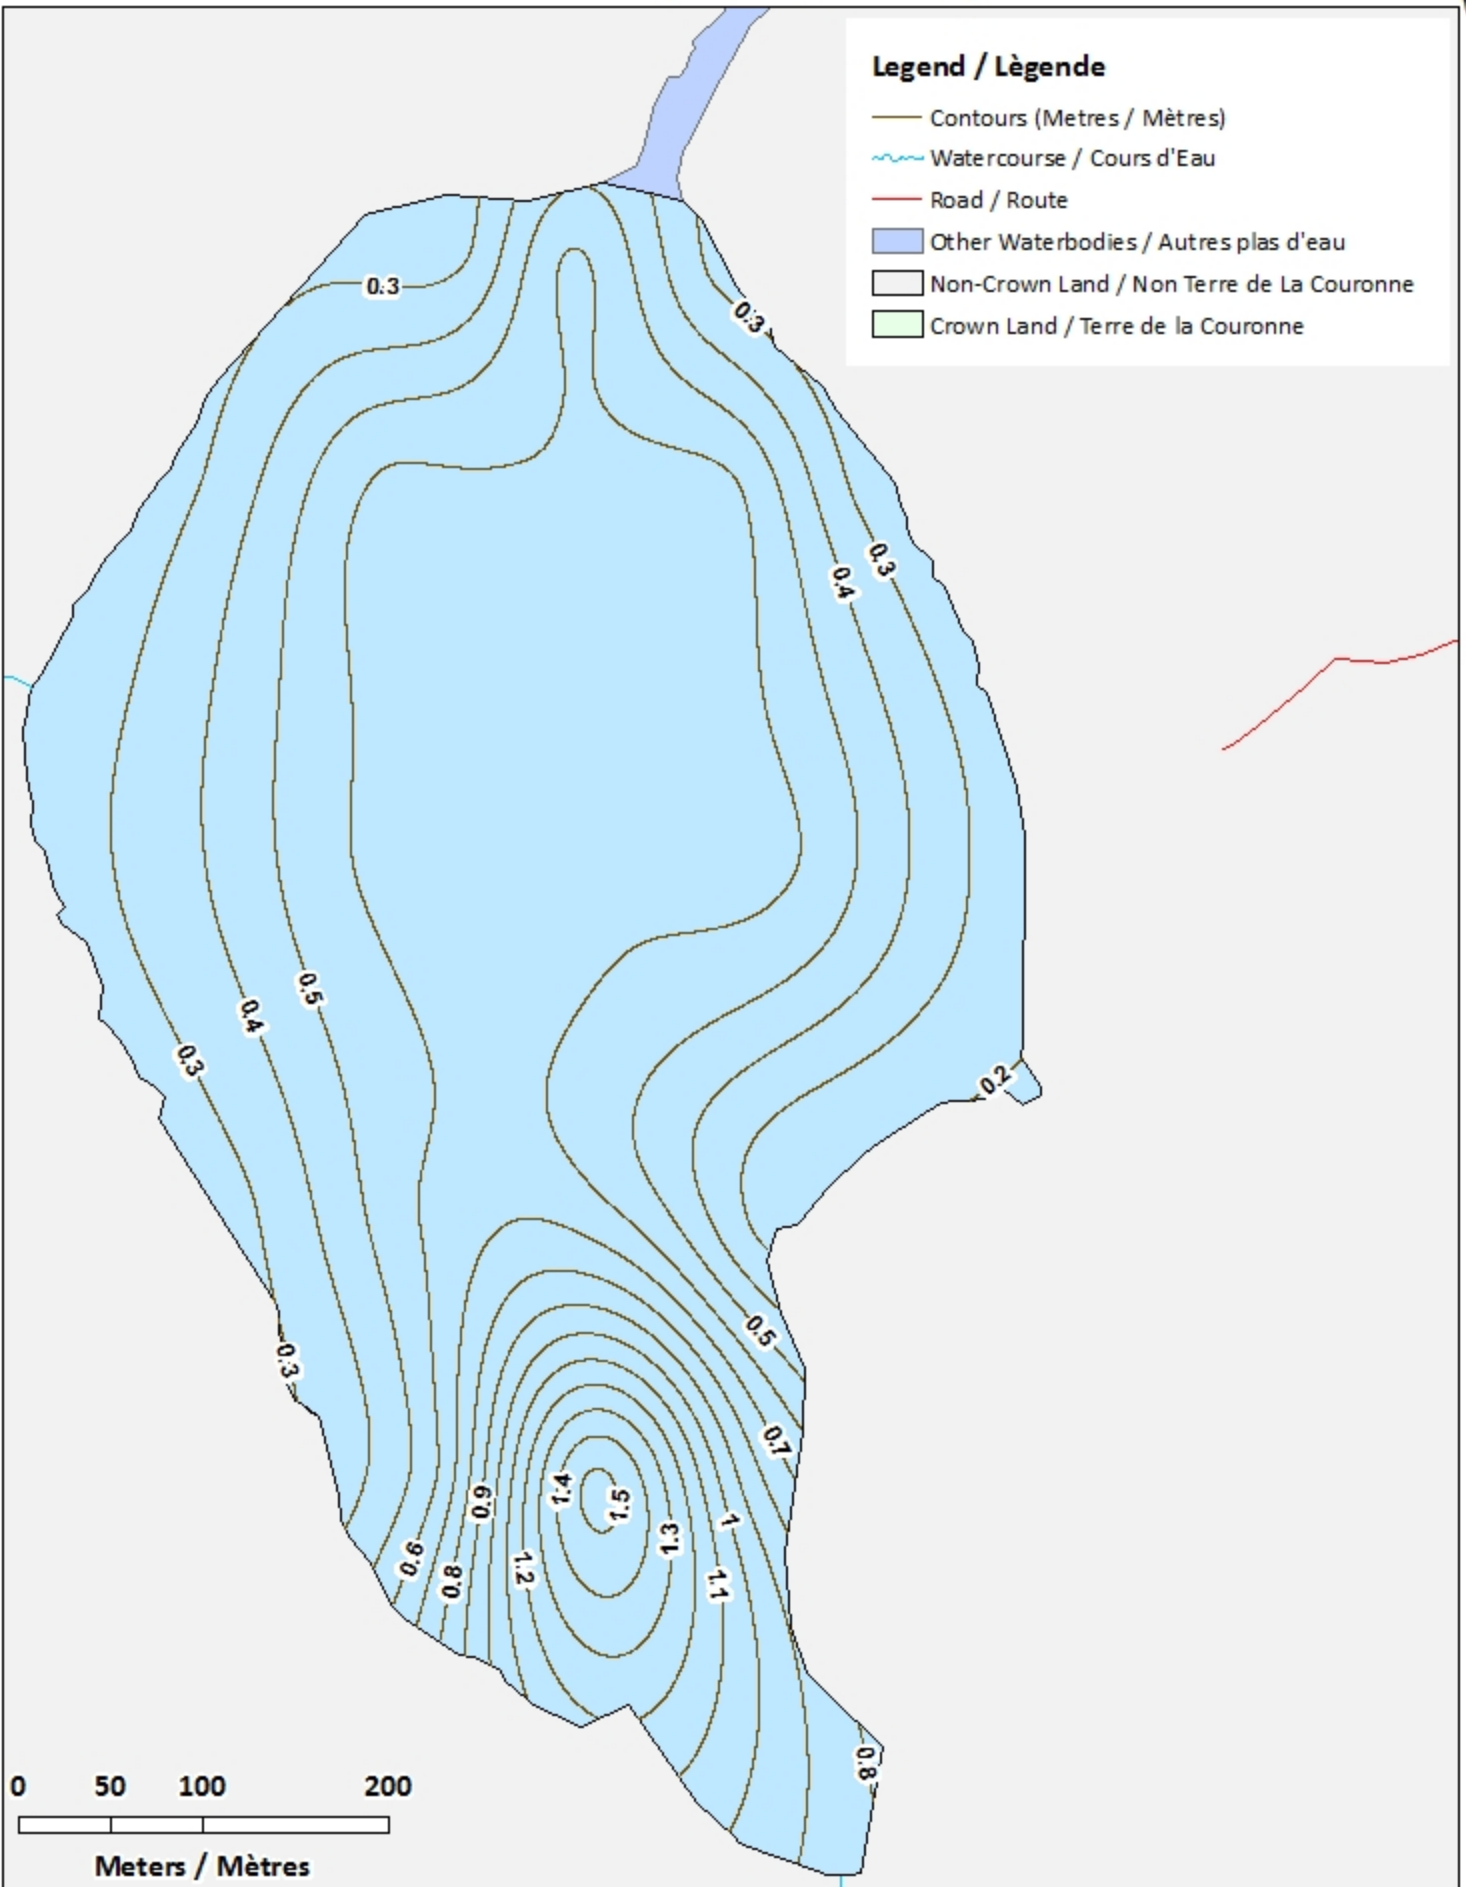 Legend / Lègende
Contours (Metres / Mètres)
Watercourse / Cours d'Eau
Road / Route
Other Waterbodies / Autres plas d'eau
Non-Crown Land / Non Terre de La Couronne
Crown Land / Terre de la Couronne
0.3
0.3
0.3
0.4
0.5
0.4
0.3
0.2
0.5
0.3
0.7
1.4
1.5
0.9
1
1.3
0.6
0.8
1.2
1.1
0.8
0 50 100 200
Meters / Mètres